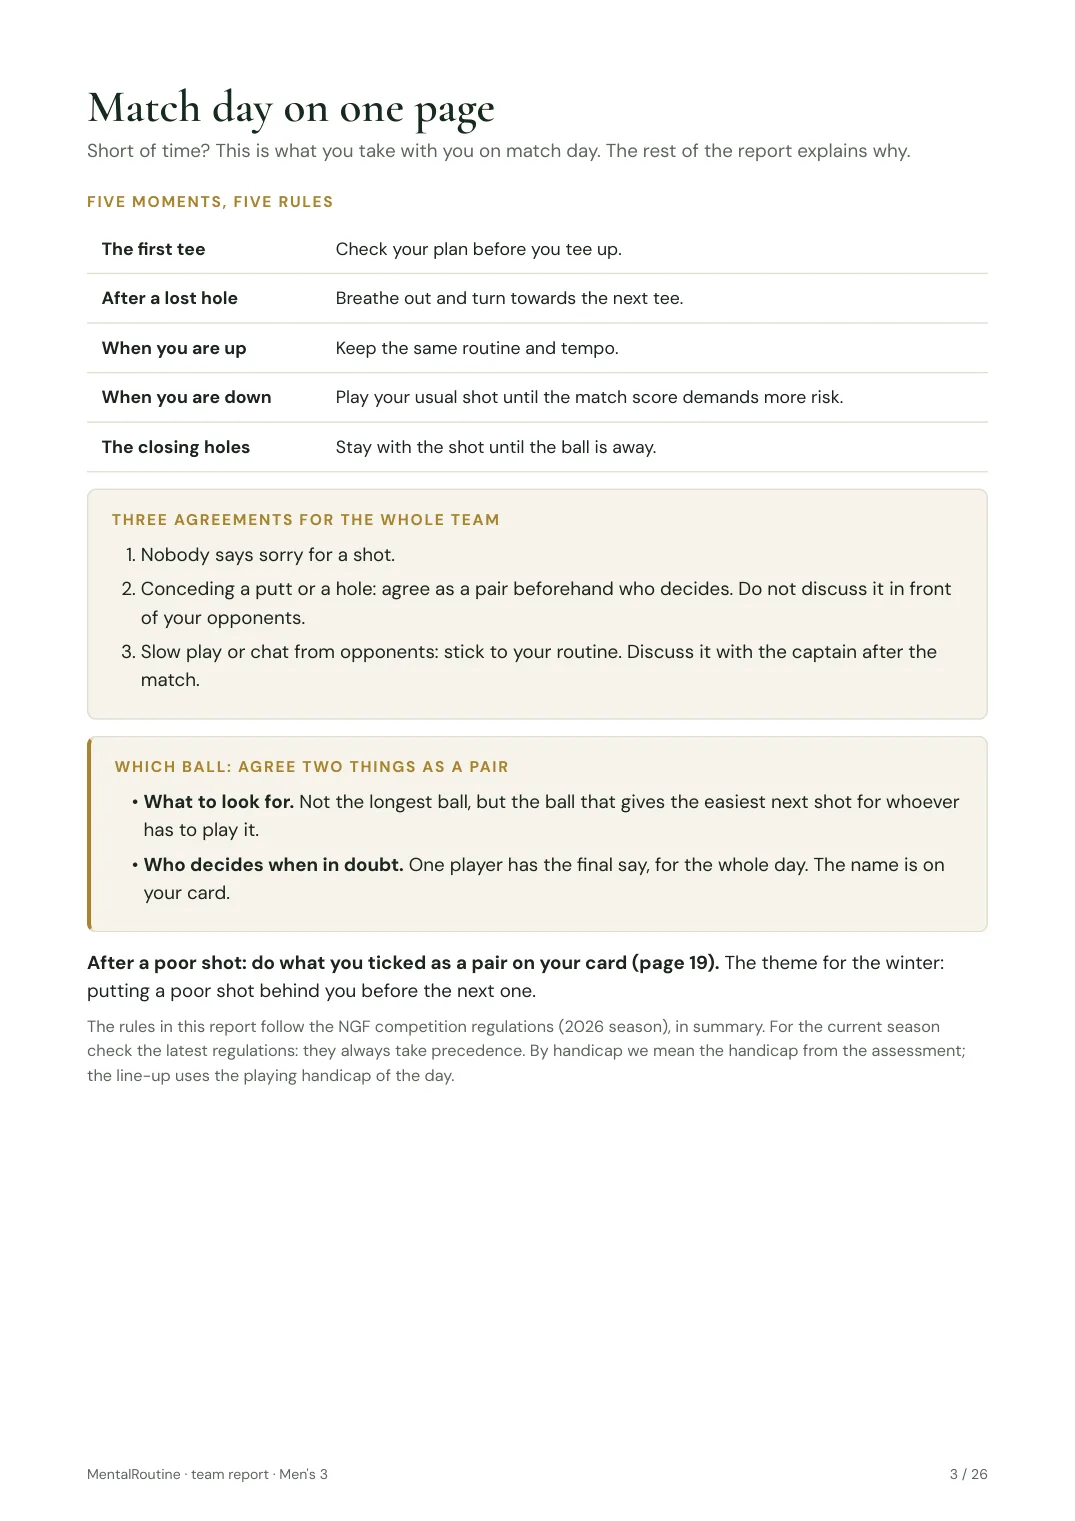 Match day on one page
Short of time? This is what you take with you on match day. The rest of the report explains why.
FIVE MOMENTS, FIVE RULES
The first tee Check your plan before you tee up.
After a lost hole Breathe out and turn towards the next tee.
When you are up Keep the same routine and tempo.
When you are down Play your usual shot until the match score demands more risk.
The closing holes Stay with the shot until the ball is away.
THREE AGREEMENTS FOR THE WHOLE TEAM
1. Nobody says sorry for a shot.
2. Conceding a putt or a hole: agree as a pair beforehand who decides. Do not discuss it in front
of your opponents.
3. Slow play or chat from opponents: stick to your routine. Discuss it with the captain after the
match.
WHICH BALL: AGREE TWO THINGS AS A PAIR
• What to look for. Not the longest ball, but the ball that gives the easiest next shot for whoever
has to play it.
• Who decides when in doubt. One player has the final say, for the whole day. The name is on
your card.
After a poor shot: do what you ticked as a pair on your card (page 19). The theme for the winter:
putting a poor shot behind you before the next one.
The rules in this report follow the NGF competition regulations (2026 season), in summary. For the current season
check the latest regulations: they always take precedence. By handicap we mean the handicap from the assessment;
the line-up uses the playing handicap of the day.
MentalRoutine · team report · Men's 3 3 / 26